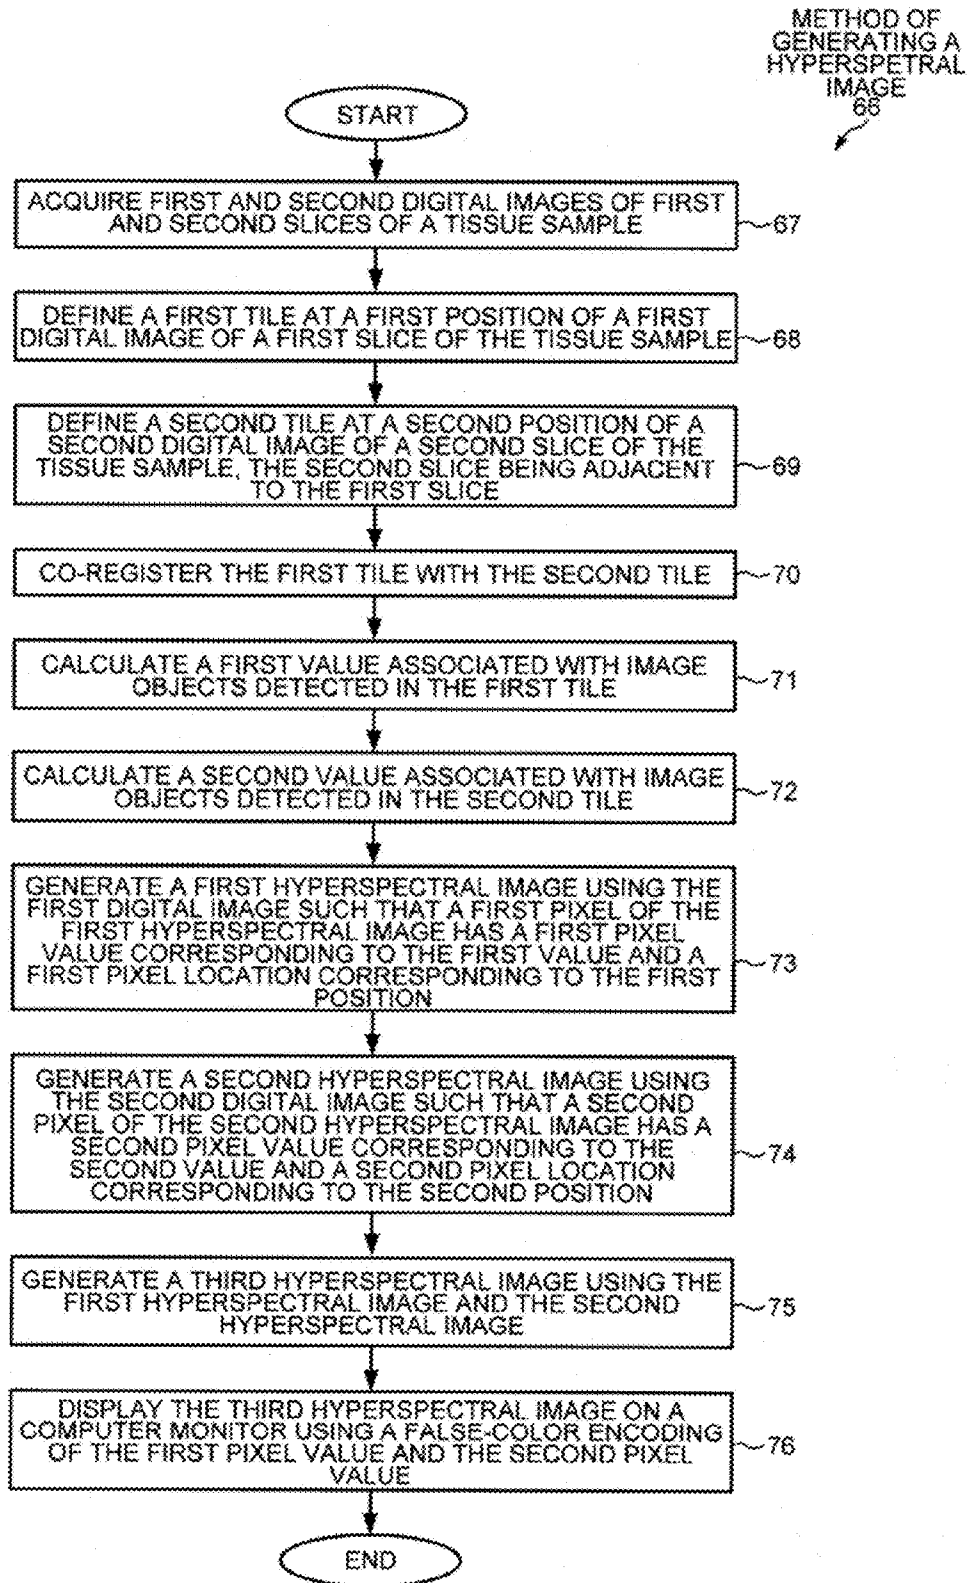 METHOD OF
GENERATING A
HYPERSPETRAL
IMAGE
66
START
ACQUIRE FIRST AND SECOND DIGITAL IMAGES OF FIRST
AND SECOND SLICES OF A TISSUE SAMPLE
67
DEFINE A FIRST TILE AT A FIRST POSITION OF A FIRST
DIGITAL IMAGE OF A FIRST SLICE OF THE TISSUE SAMPLE
68
DEFINE A SECOND TILE AT A SECOND POSITION OF A
SECOND DIGITAL IMAGE OF A SECOND SLICE OF THE
TISSUE SAMPLE, THE SECOND SLICE BEING ADJACENT
TO THE FIRST SLICE
69
CO-REGISTER THE FIRST TILE WITH THE SECOND TILE
70
CALCULATE A FIRST VALUE ASSOCIATED WITH IMAGE
OBJECTS DETECTED IN THE FIRST TILE
71
CALCULATE A SECOND VALUE ASSOCIATED WITH IMAGE
OBJECTS DETECTED IN THE SECOND TILE
72
GENERATE A FIRST HYPERSPECTRAL IMAGE USING THE
FIRST DIGITAL IMAGE SUCH THAT A FIRST PIXEL OF THE
FIRST HYPERSPECTRAL IMAGE HAS A FIRST PIXEL
VALUE CORRESPONDING TO THE FIRST VALUE AND A
FIRST PIXEL LOCATION CORRESPONDING TO THE FIRST
POSITION
73
GENERATE A SECOND HYPERSPECTRAL IMAGE USING
THE SECOND DIGITAL IMAGE SUCH THAT A SECOND
PIXEL OF THE SECOND HYPERSPECTRAL IMAGE HAS A
SECOND PIXEL VALUE CORRESPONDING TO THE
SECOND VALUE AND A SECOND PIXEL LOCATION
CORRESPONDING TO THE SECOND POSITION
74
GENERATE A THIRD HYPERSPECTRAL IMAGE USING THE
FIRST HYPERSPECTRAL IMAGE AND THE SECOND
HYPERSPECTRAL IMAGE
75
DISPLAY THE THIRD HYPERSPECTRAL IMAGE ON A
COMPUTER MONITOR USING A FALSE-COLOR ENCODING
OF THE FIRST PIXEL VALUE AND THE SECOND PIXEL
VALUE
76
END